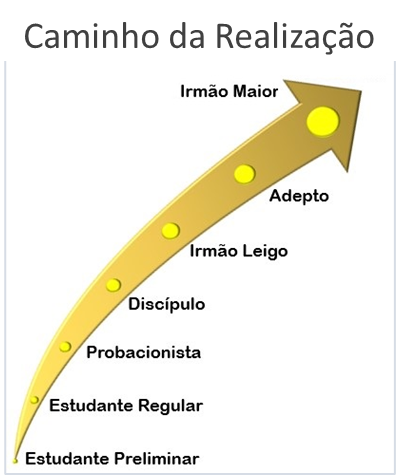 Caminho da Realização
Irmão Maior
Adepto
Irmão Leigo
Discípulo
Probacionista
Estudante Regular
Estudante Preliminar